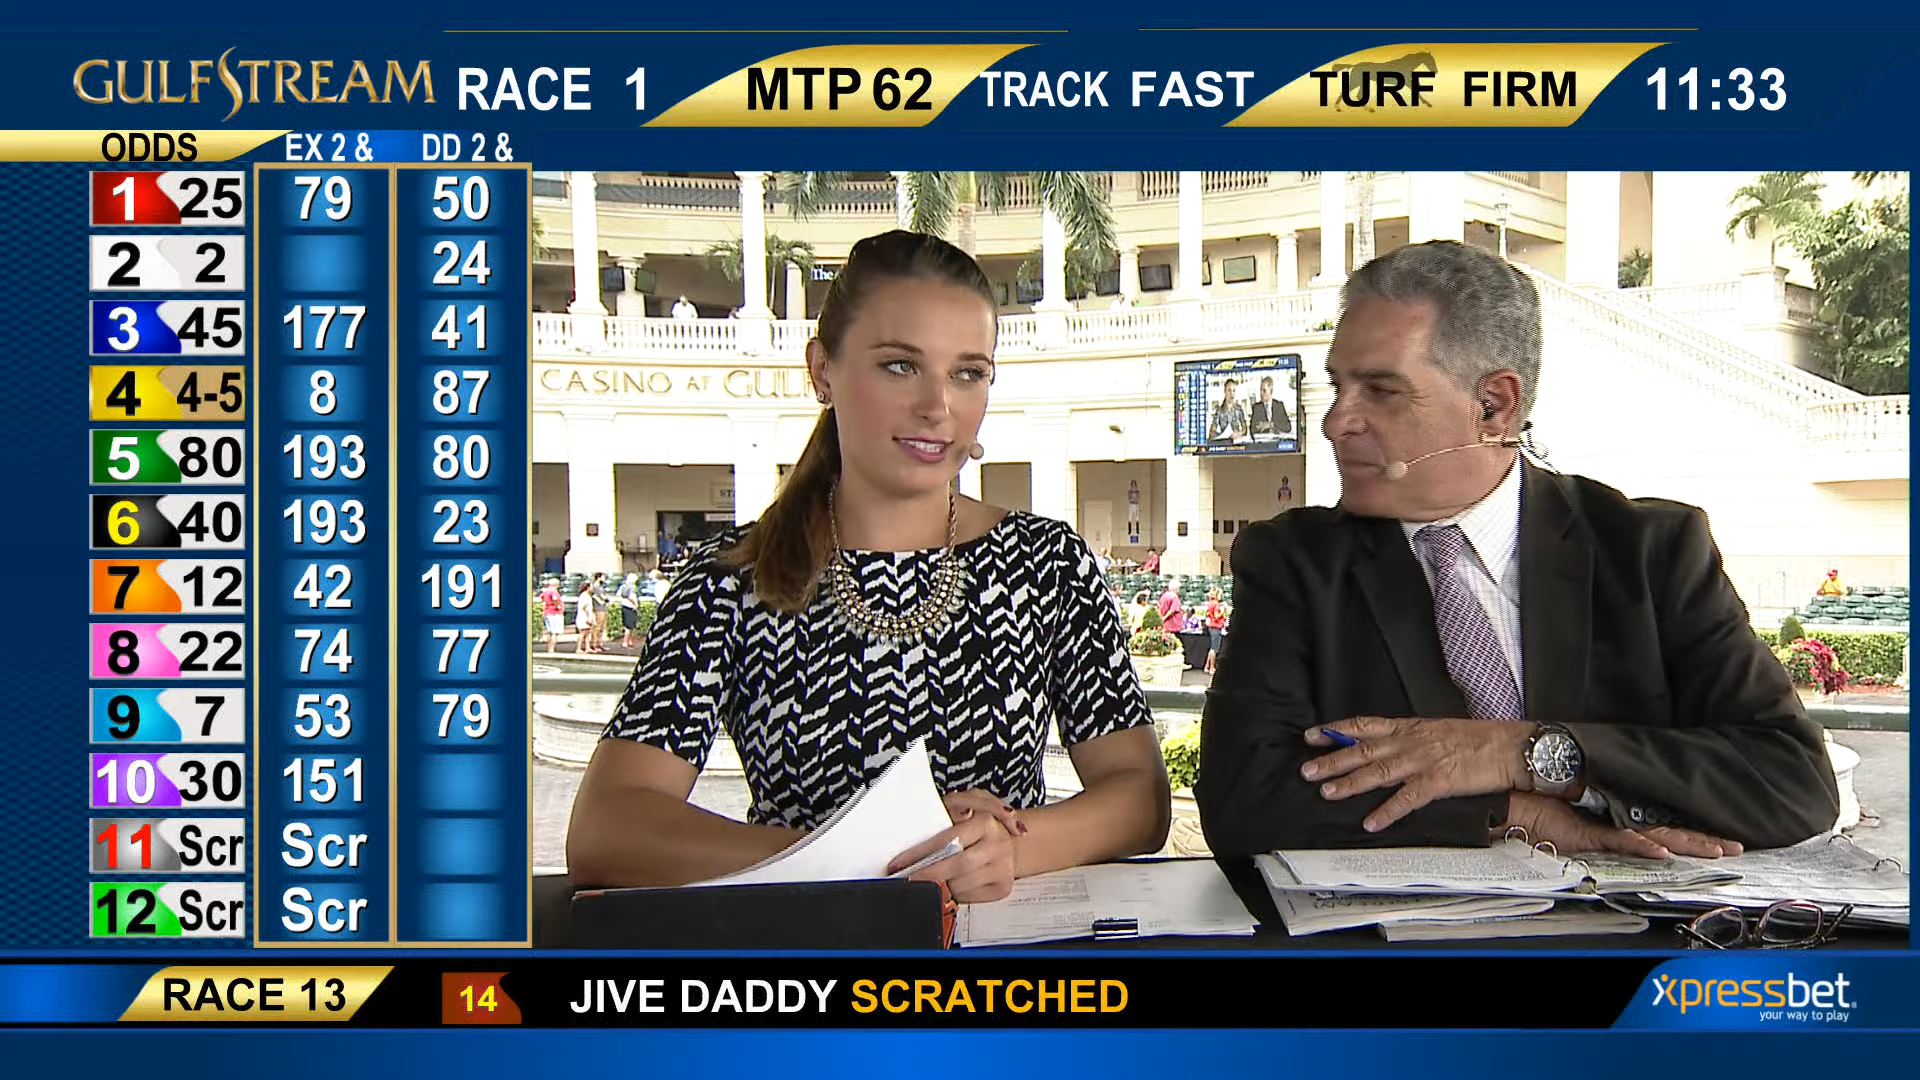 GULFSTREAM RACE 1 MTP 62 TRACK FAST TURF FIRM 11:33
ODDS EX 2 & DD 2 &
1 25 79 50
2 2 24
3 45 177 41
4 4-5 8 87
5 80 193 80
6 40 193 23
7 12 42 191
8 22 74 77
9 7 53 79
10 30 151
11 Scr Scr
12 Scr Scr
The
CASINO AT GULF
RACE 13 14 JIVE DADDY SCRATCHED
xpressbet.
your way to play